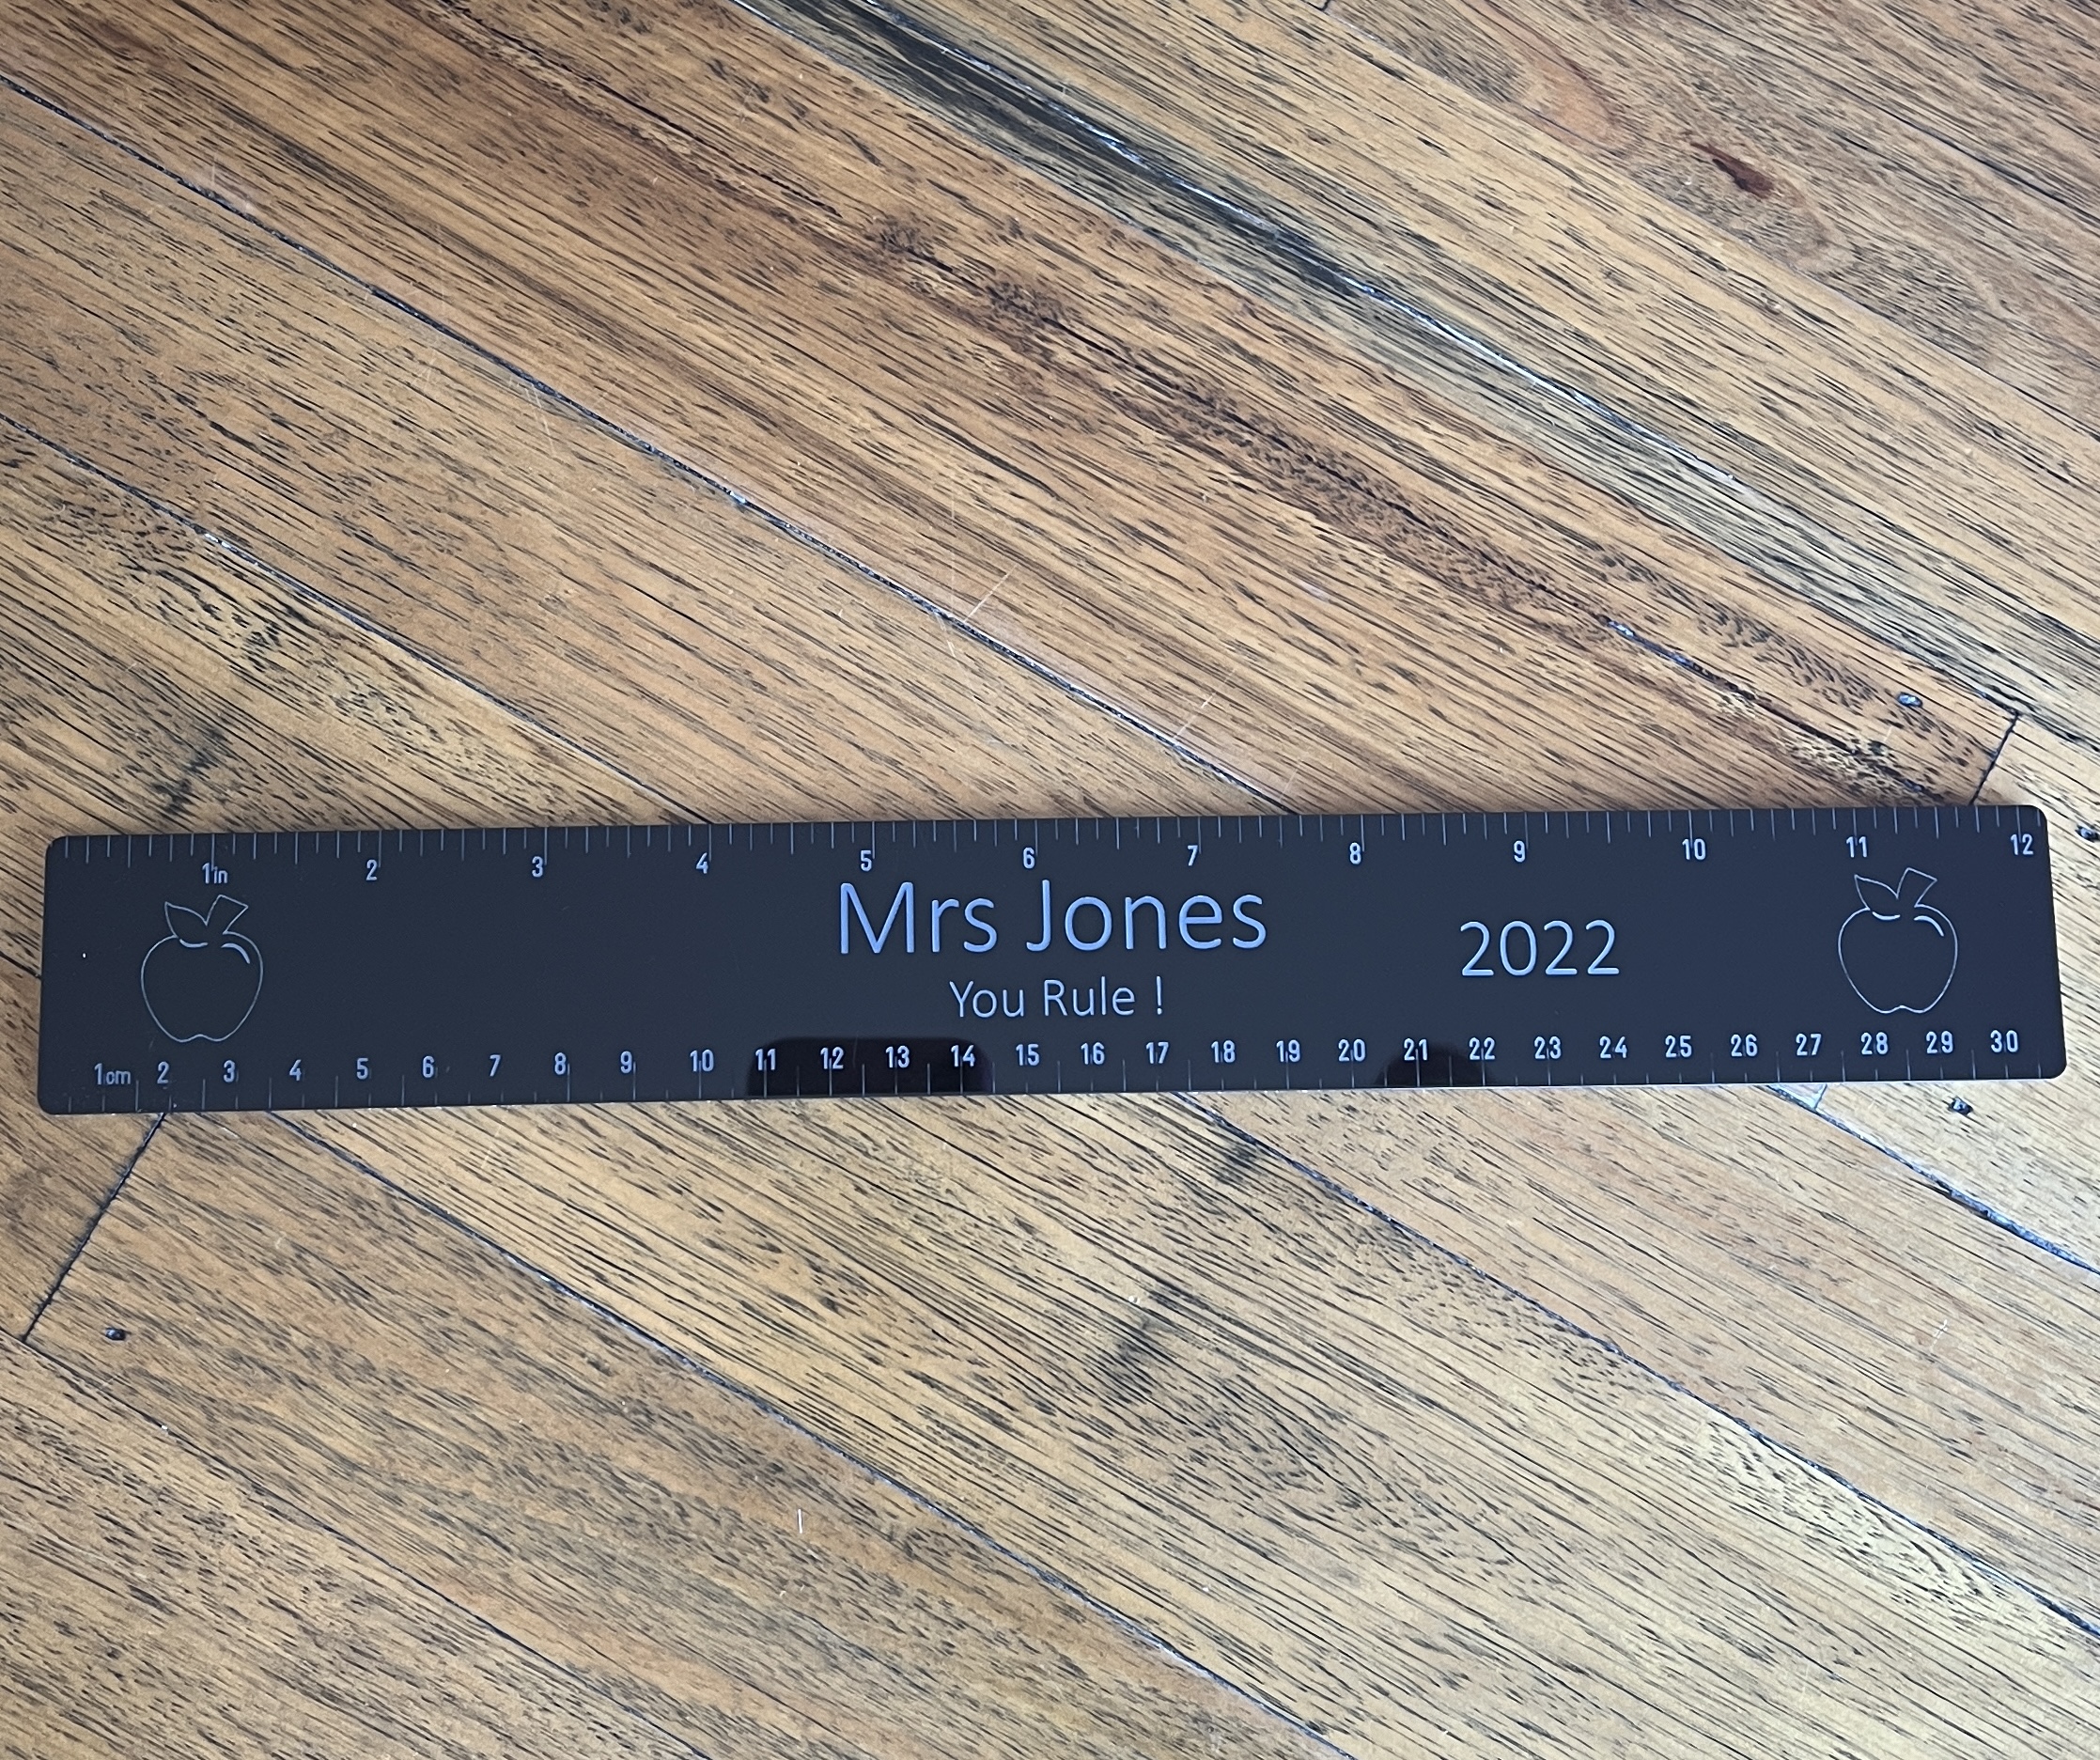 1in 2 3 4 5 6 7 8 9 10 11 12
Mrs Jones
2022
You Rule !
1cm 2 3 4 5 6 7 8 9 10 11 12 13 14 15 16 17 18 19 20 21 22 23 24 25 26 27 28 29 30